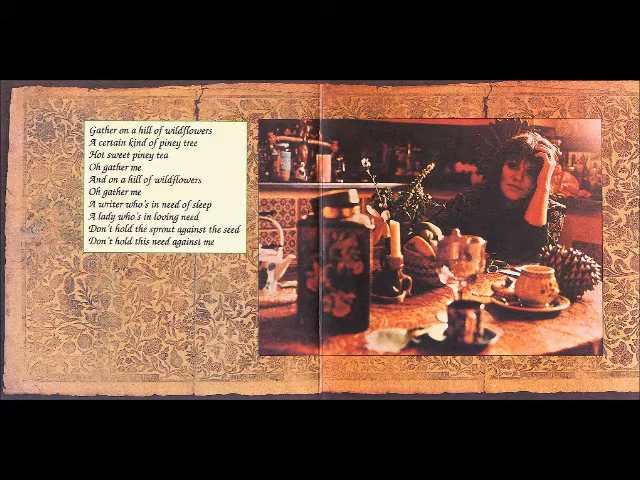 Gather on a hill of wildflowers
A certain kind of piney tree
Hot sweet piney tea
Oh gather me
And on a hill of wildflowers
Oh gather me
A writer who's in need of sleep
A lady who's in loving need
Don't hold the sprout against the seed
Don't hold this need against me